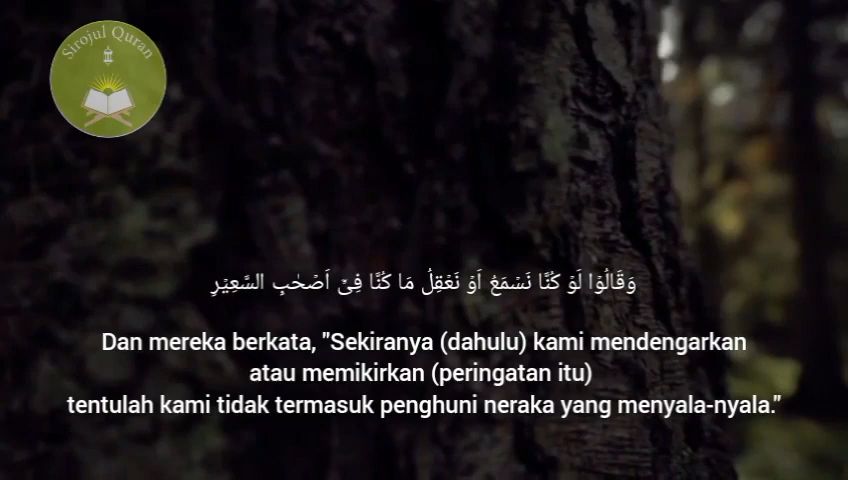 Sirojul Quran
وَقَالُوْا لَوْ كُنَّا نَسْمَعُ اَوْ نَعْقِلُ مَا كُنَّا فِيْٓ اَصْحٰبِ السَّعِيْرِ
Dan mereka berkata, "Sekiranya (dahulu) kami mendengarkan
atau memikirkan (peringatan itu)
tentulah kami tidak termasuk penghuni neraka yang menyala-nyala."